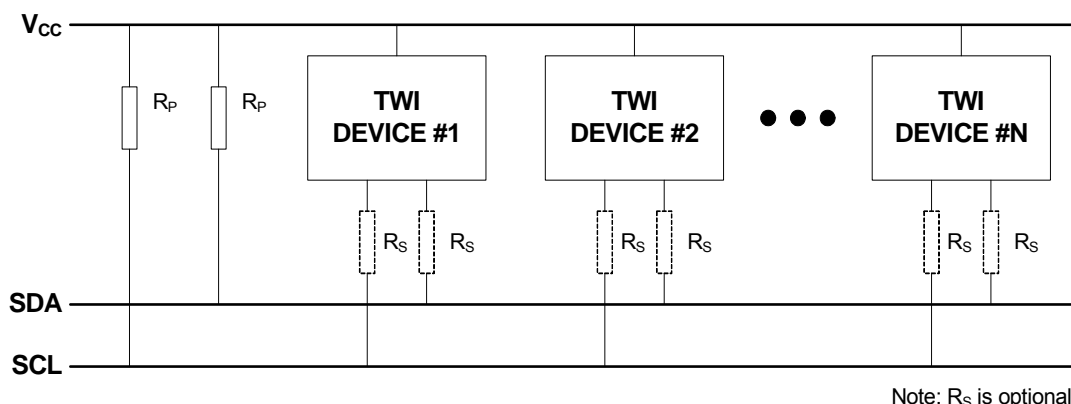 VCC
RP
RP
TWI
DEVICE #1
TWI
DEVICE #2
TWI
DEVICE #N
RS
RS
RS
RS
RS
RS
SDA
SCL
Note: RS is optional